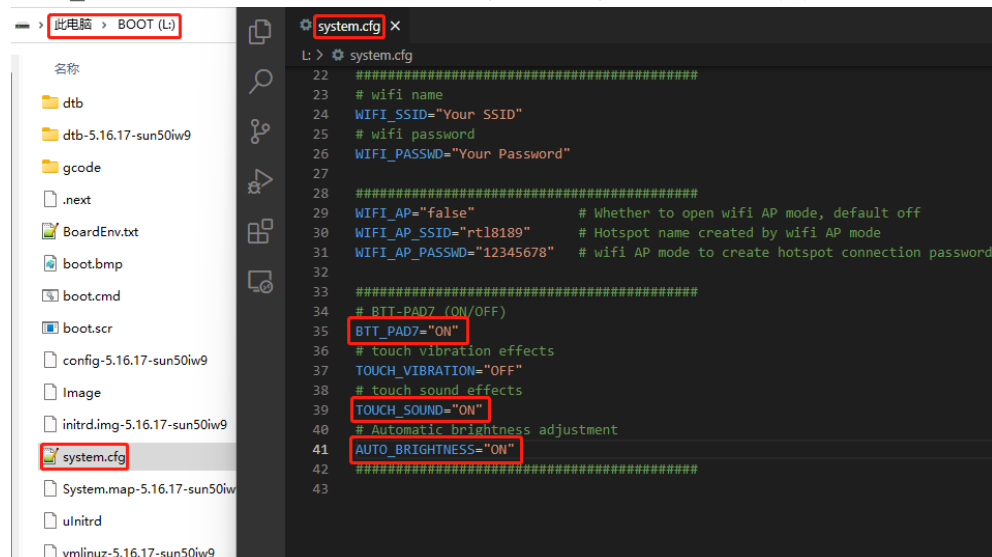 此电脑 > BOOT (L:)
名称
dtb
dtb-5.16.17-sun50iw9
gcode
.next
BoardEnv.txt
boot.bmp
boot.cmd
boot.scr
config-5.16.17-sun50iw9
Image
initrd.img-5.16.17-sun50iw9
system.cfg
System.map-5.16.17-sun50iw
uInitrd
vmlinuz-5.16.17-sun50iw9
system.cfg ×
L: > system.cfg
22 ###########################################
23 # wifi name
24 WIFI_SSID="Your SSID"
25 # wifi password
26 WIFI_PASSWD="Your Password"
27
28 ###########################################
29 WIFI_AP="false" # Whether to open wifi AP mode, default off
30 WIFI_AP_SSID="rtl8189" # Hotspot name created by wifi AP mode
31 WIFI_AP_PASSWD="12345678" # wifi AP mode to create hotspot connection password
32
33 ###########################################
34 # BTT-PAD7 (ON/OFF)
35 BTT_PAD7="ON"
36 # touch vibration effects
37 TOUCH_VIBRATION="OFF"
38 # touch sound effects
39 TOUCH_SOUND="ON"
40 # Automatic brightness adjustment
41 AUTO_BRIGHTNESS="ON"
42 ###########################################
43